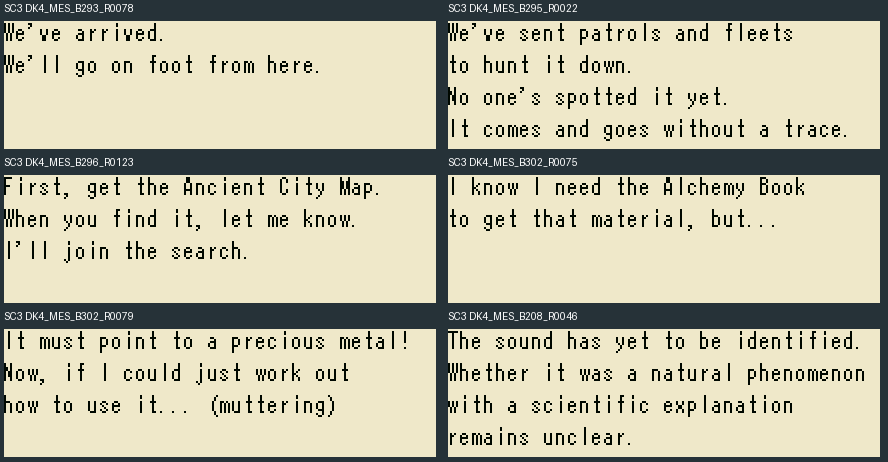 SC3 DK4_MES_B293_R0078
We've arrived.
We'll go on foot from here.
SC3 DK4_MES_B295_R0022
We've sent patrols and fleets
to hunt it down.
No one's spotted it yet.
It comes and goes without a trace.
SC3 DK4_MES_B296_R0123
First, get the Ancient City Map.
When you find it, let me know.
I'll join the search.
SC3 DK4_MES_B302_R0075
I know I need the Alchemy Book
to get that material, but...
SC3 DK4_MES_B302_R0079
It must point to a precious metal!
Now, if I could just work out
how to use it... (muttering)
SC3 DK4_MES_B208_R0046
The sound has yet to be identified.
Whether it was a natural phenomenon
with a scientific explanation
remains unclear.